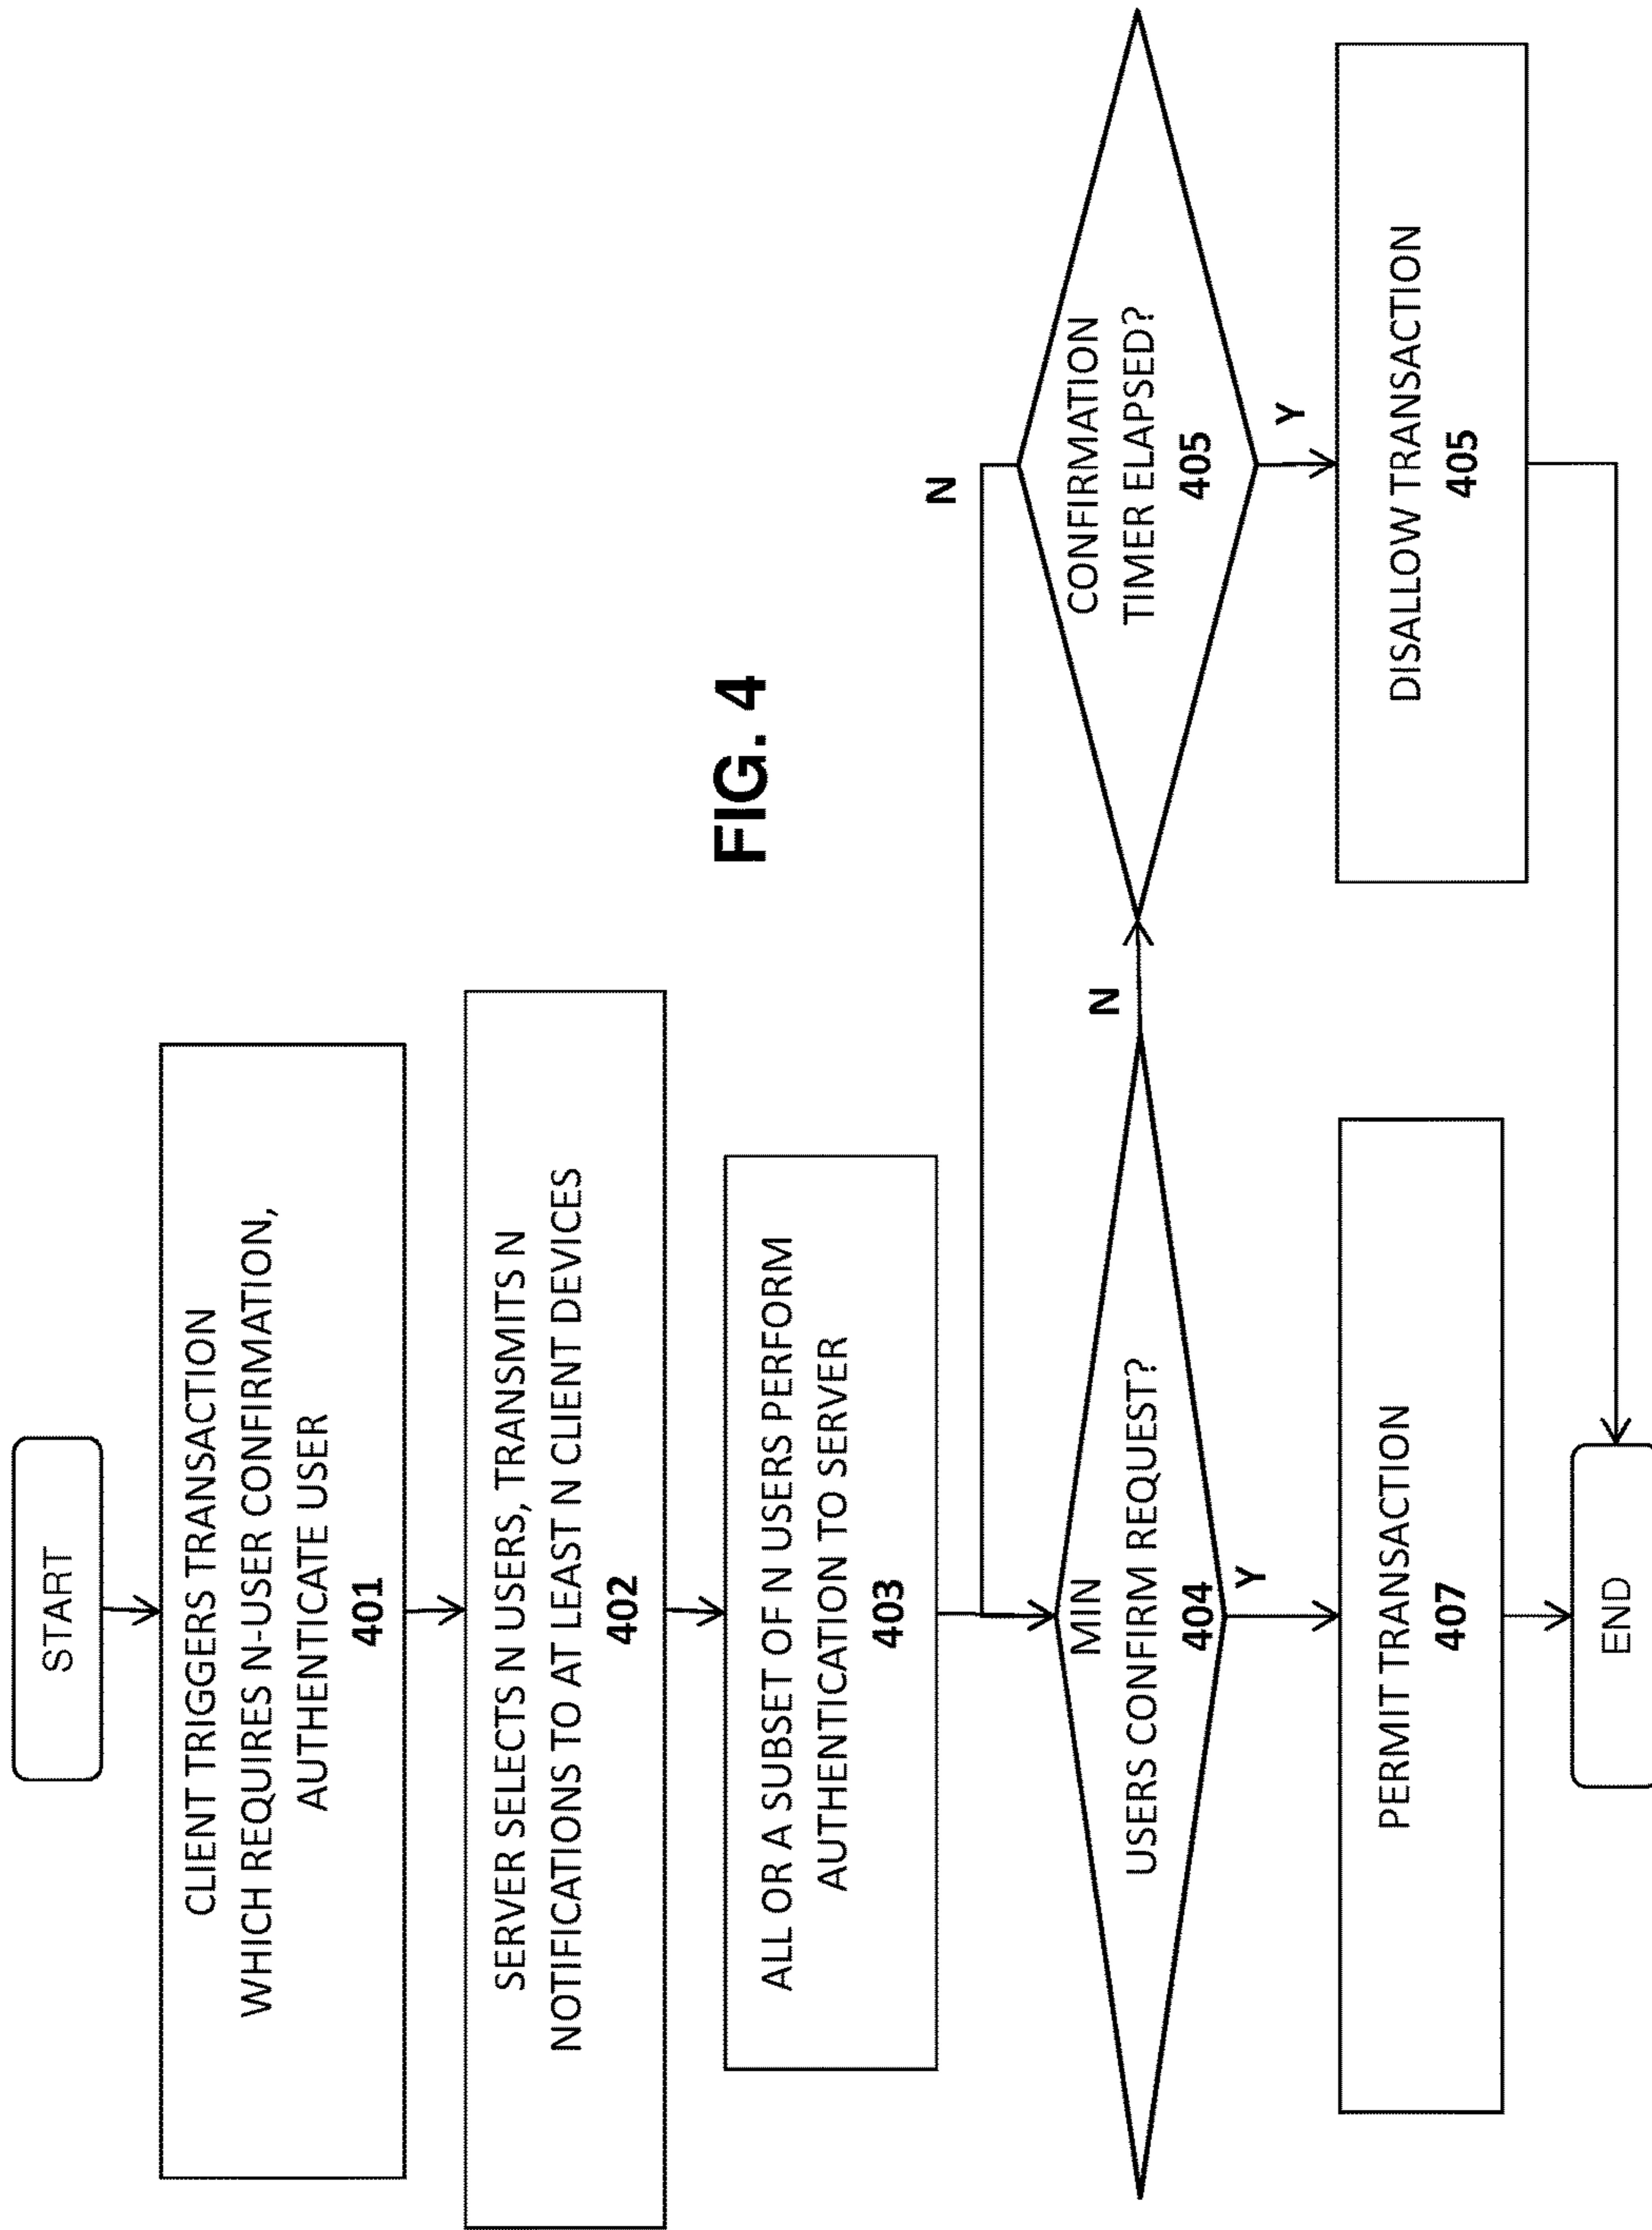 START
CLIENT TRIGGERS TRANSACTION
WHICH REQUIRES N-USER CONFIRMATION,
AUTHENTICATE USER
401
SERVER SELECTS N USERS, TRANSMITS N
NOTIFICATIONS TO AT LEAST N CLIENT DEVICES
402
ALL OR A SUBSET OF N USERS PERFORM
AUTHENTICATION TO SERVER
403
FIG. 4
MIN
USERS CONFIRM REQUEST?
404
N
Y
CONFIRMATION
TIMER ELAPSED?
405
N
Y
PERMIT TRANSACTION
407
DISALLOW TRANSACTION
405
END